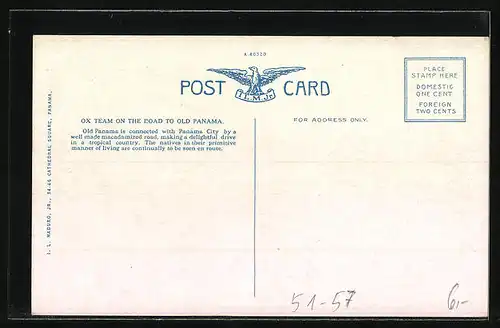 A 80520
POST CARD
I.L.M.Jr.
PLACE
STAMP HERE
DOMESTIC
ONE CENT
FOREIGN
TWO CENTS
OX TEAM ON THE ROAD TO OLD PANAMA.
Old Panama is connected with Panama City by a
well made macadamized road, making a delightful drive
in a tropical country. The natives in their primitive
manner of living are continually to be seen en route.
FOR ADDRESS ONLY.
I. L. MADURO, JR., 34-46 CATHEDRAL SQUARE, PANAMA.
51-57
6,-